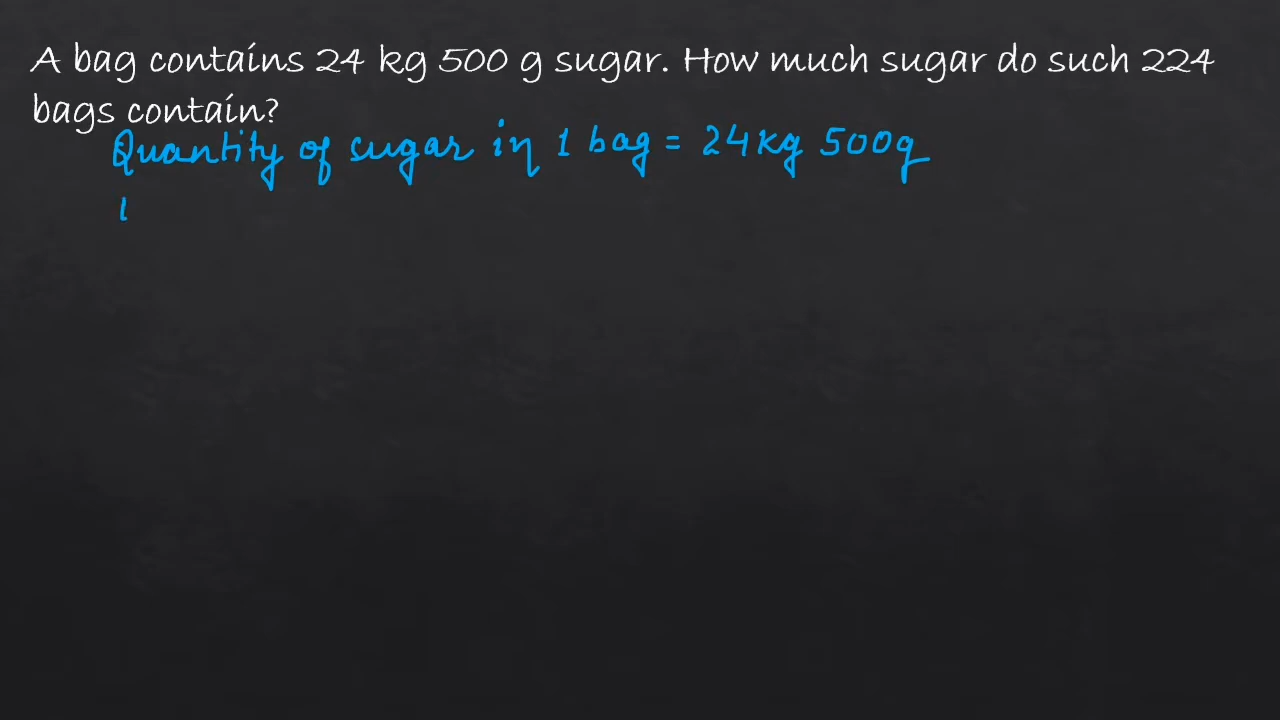 A bag contains 24 kg 500 g sugar. How much sugar do such 224
bags contain?
Quantity of sugar in 1 bag = 24kg 500g